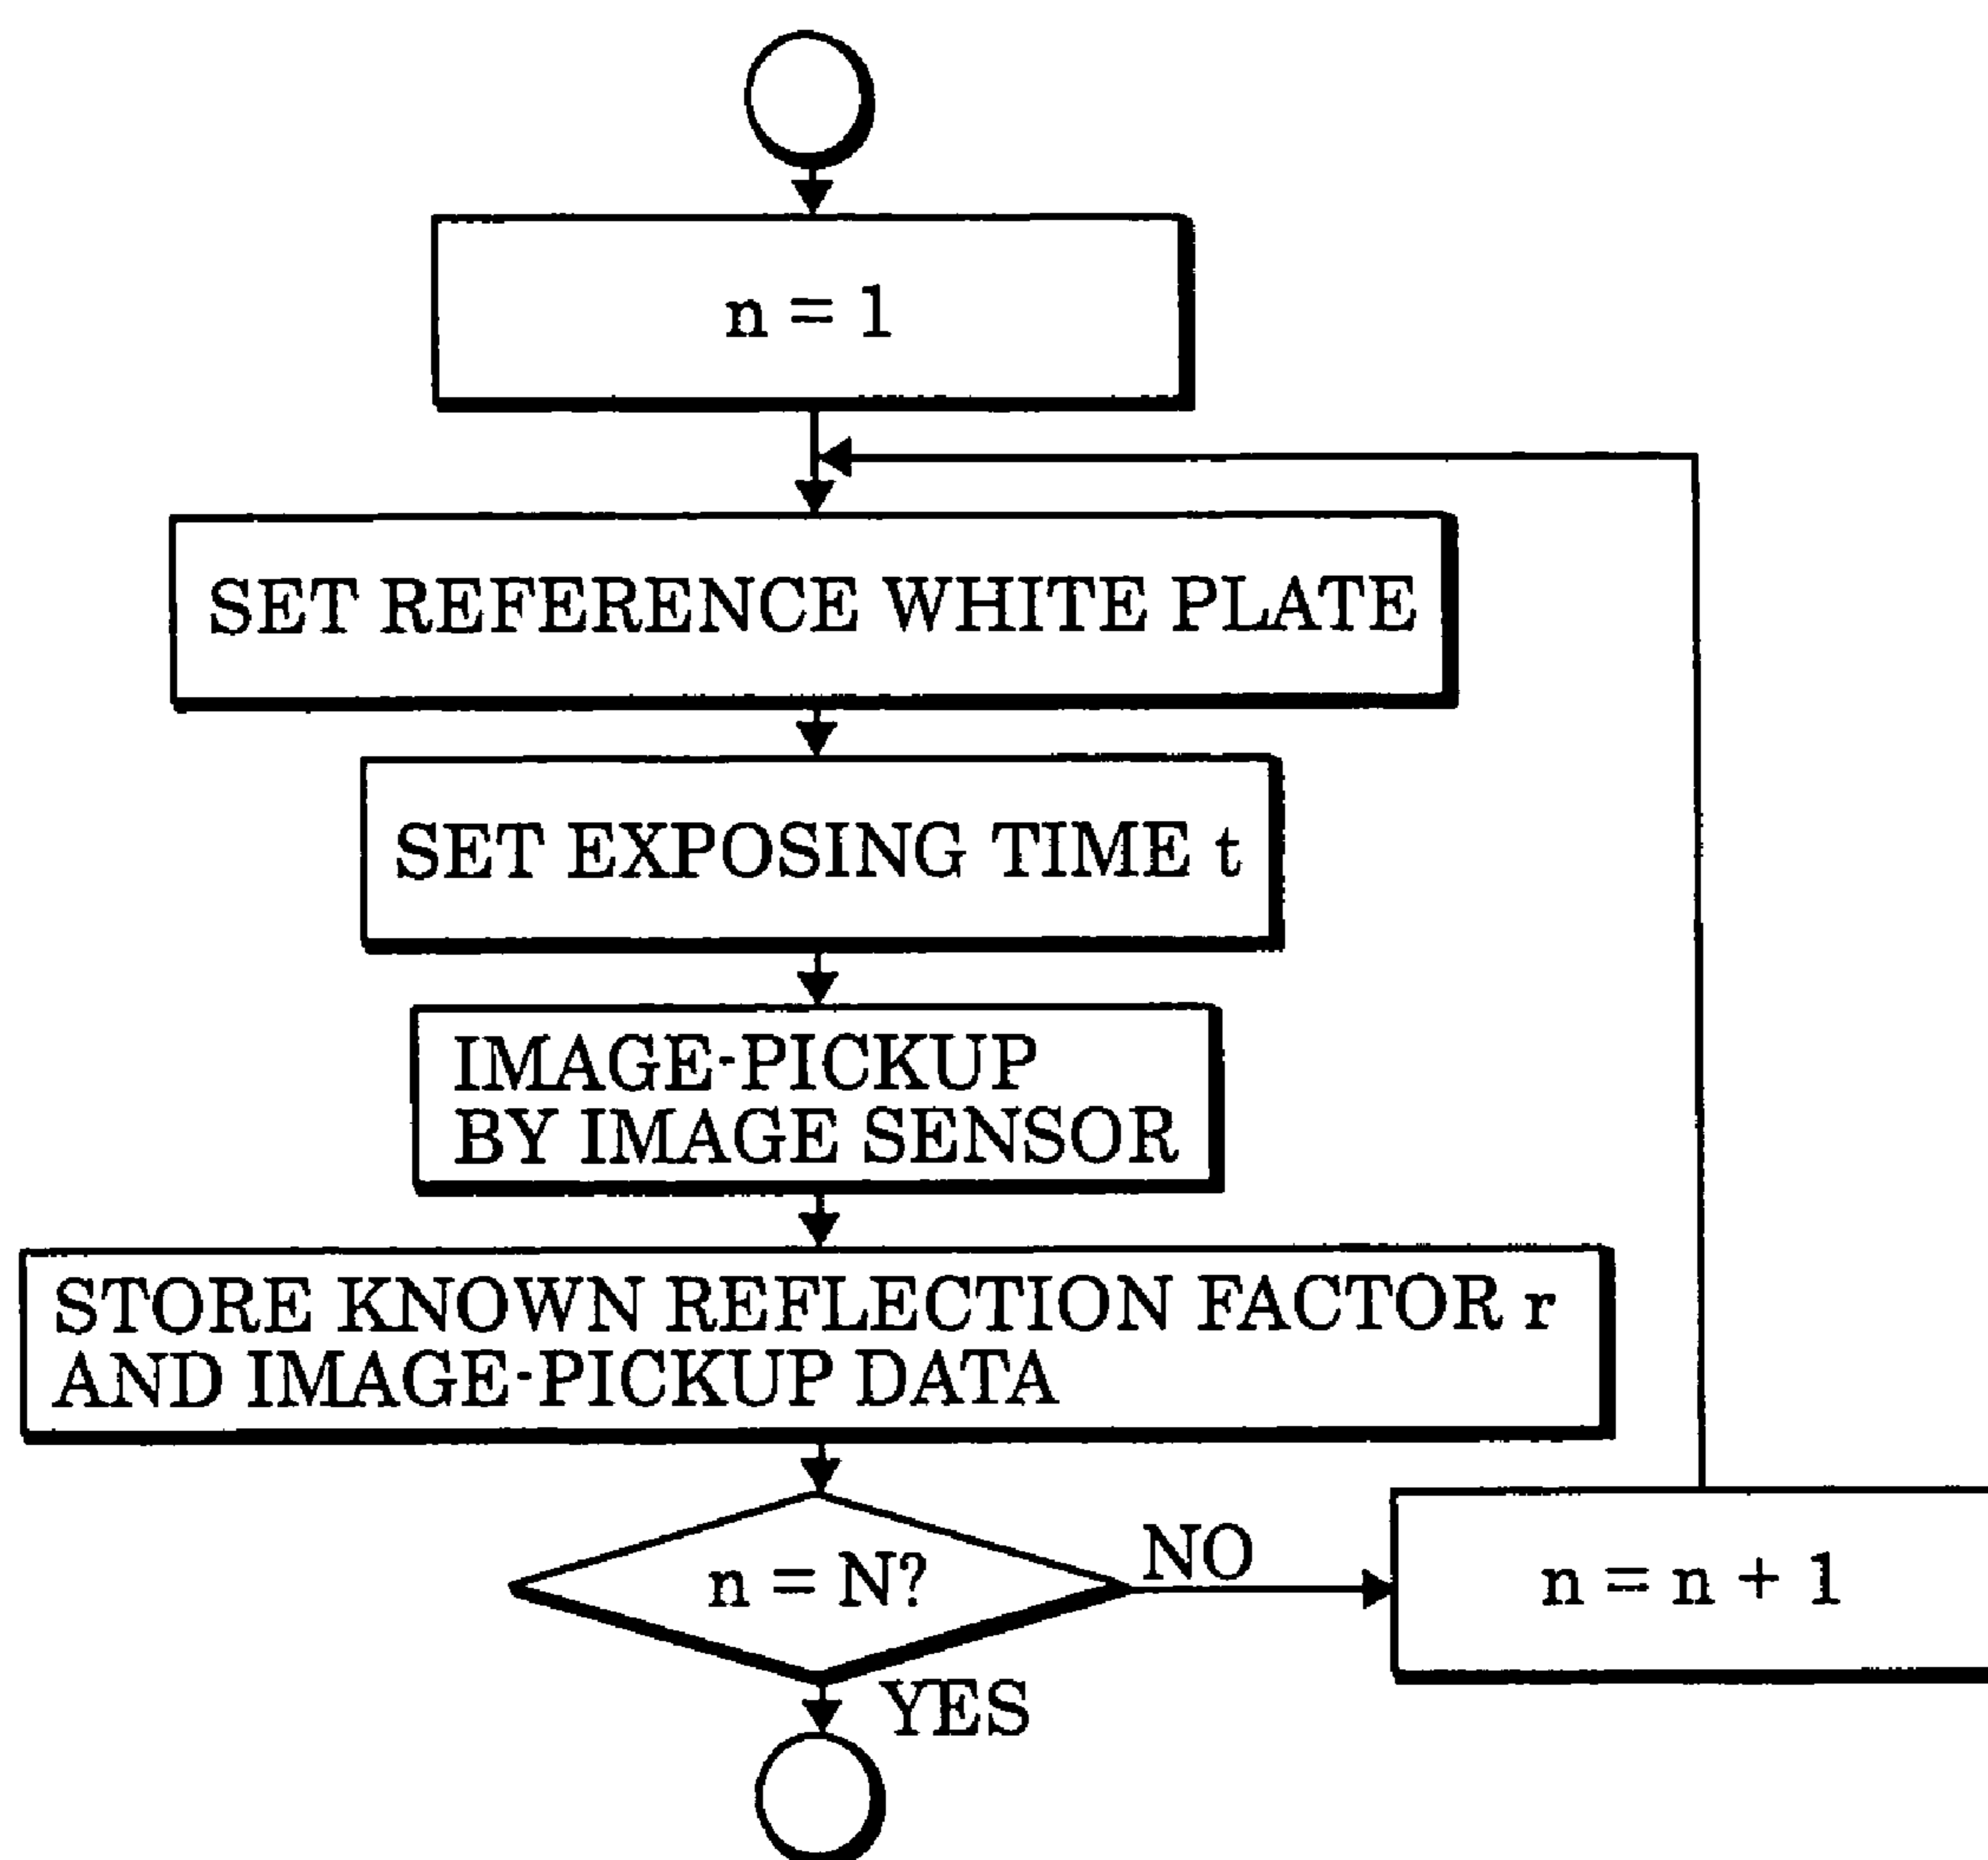 n = 1
SET REFERENCE WHITE PLATE
SET EXPOSING TIME t
IMAGE-PICKUP
BY IMAGE SENSOR
STORE KNOWN REFLECTION FACTOR r
AND IMAGE-PICKUP DATA
n = N?
NO
n = n + 1
YES